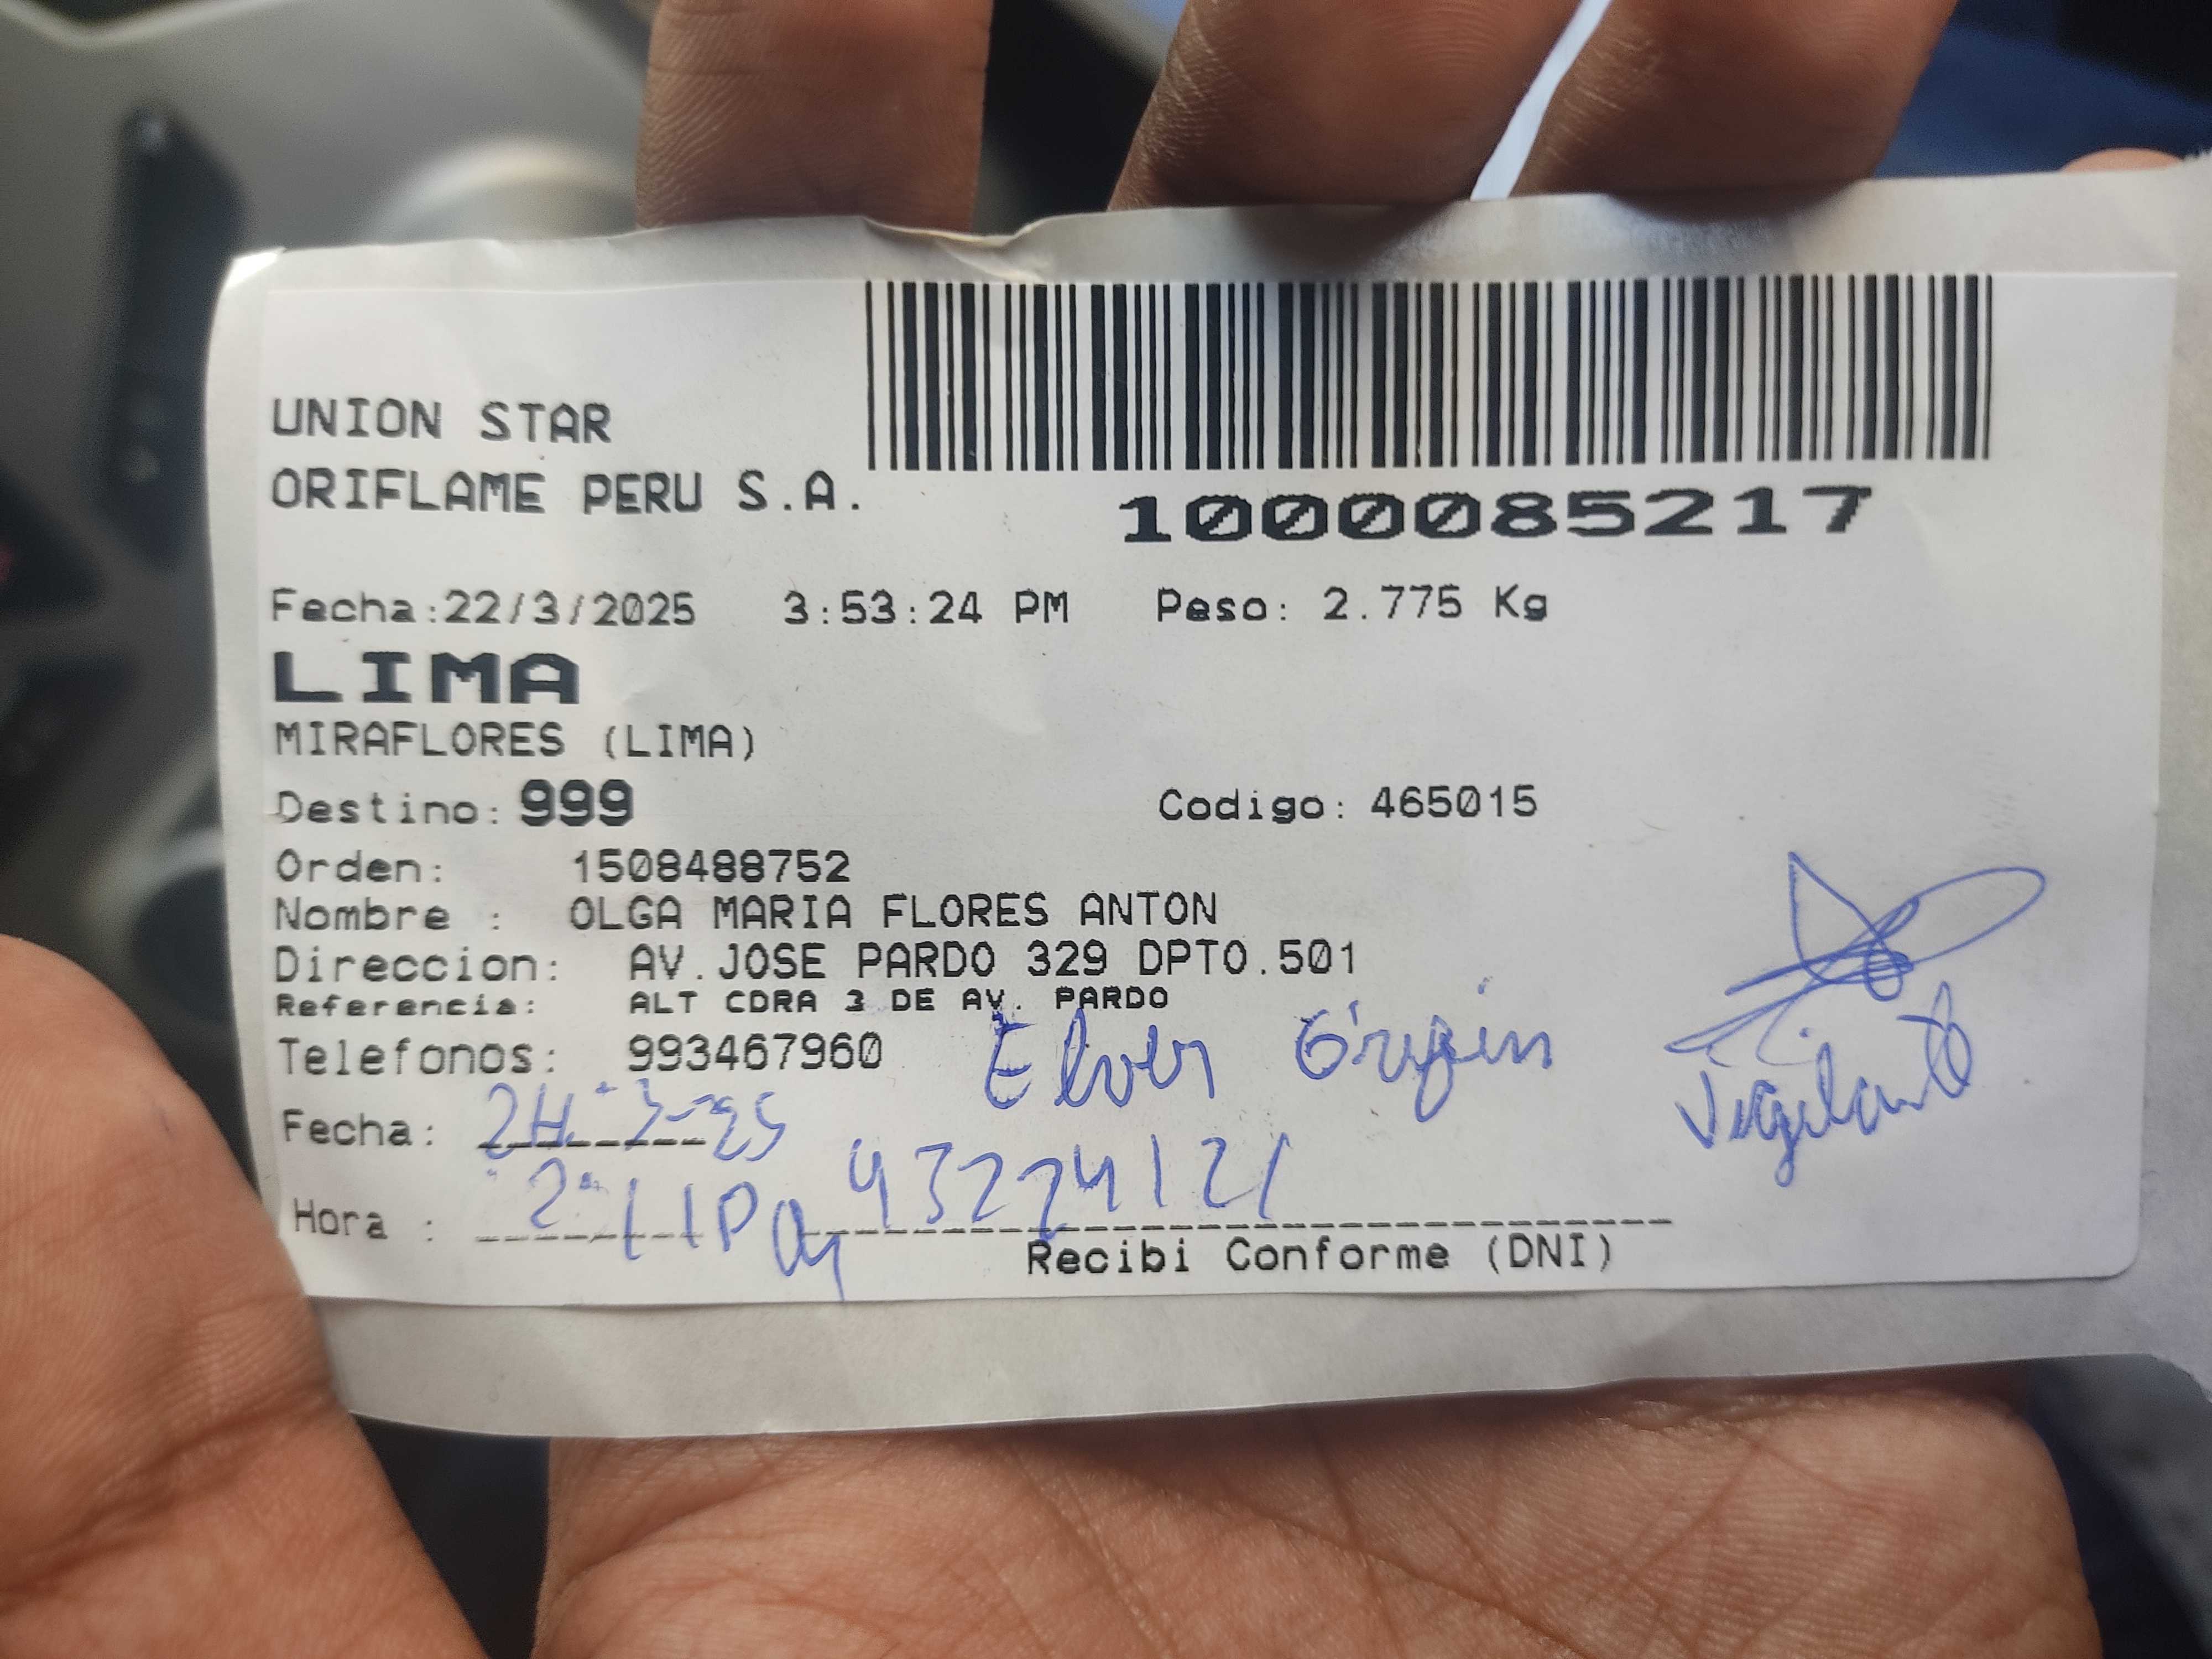 UNION STAR
ORIFLAME PERU S.A.
1000085217
Fecha:22/3/2025 3:53:24 PM Peso: 2.775 Kg
LIMA
MIRAFLORES (LIMA)
Destino: 999 Codigo: 465015
Orden: 1508488752
Nombre : OLGA MARIA FLORES ANTON
Direccion: AV.JOSE PARDO 329 DPTO.501
Referencia: ALT CDRA 3 DE AV. PARDO
Telefonos: 993467960 Elver
Vigilante
Fecha: 24-3-25
Hora : 43224121
Recibi Conforme (DNI)